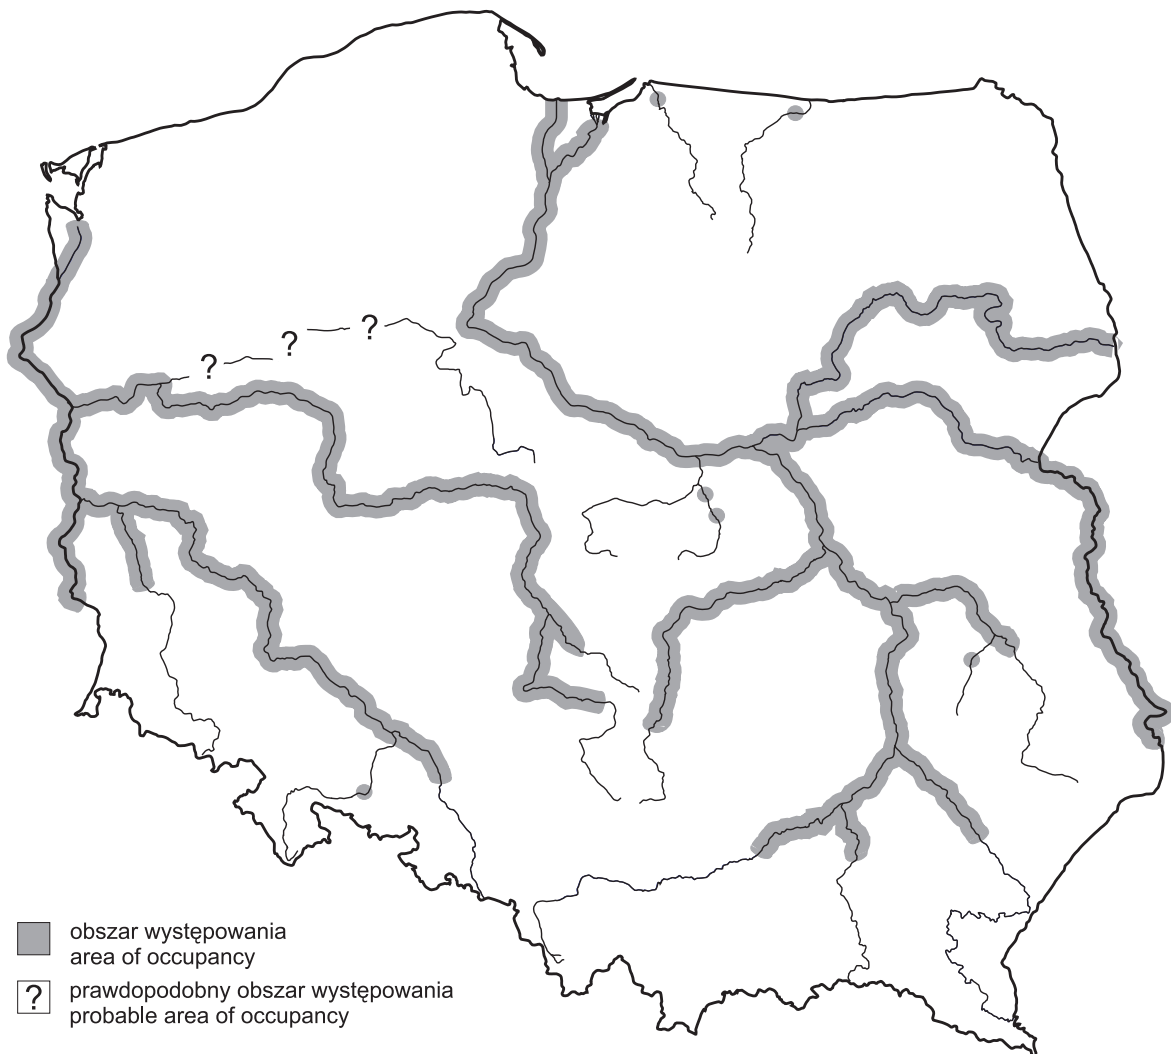 ?
?
?
obszar występowania
area of occupancy
?
prawdopodobny obszar występowania
probable area of occupancy